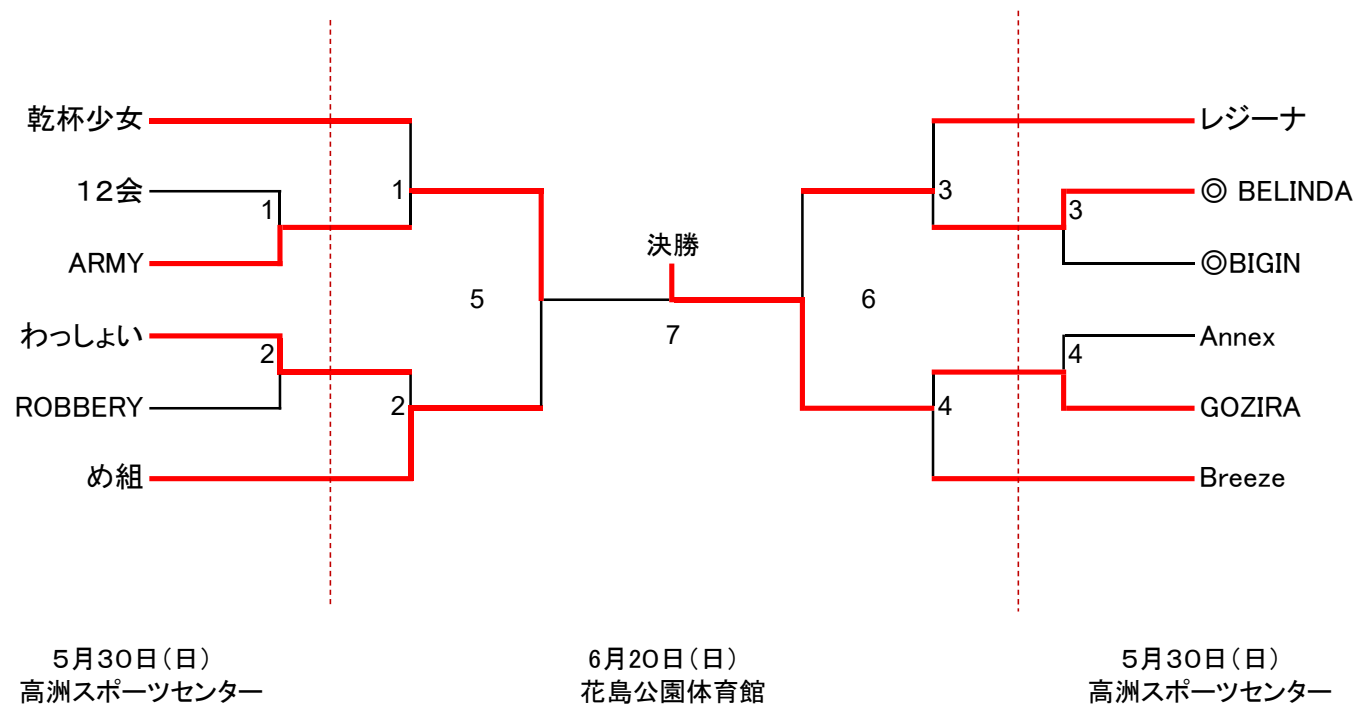 乾杯少女
レジーナ
12会
1
1
3
3
◎ BELINDA
ARMY
決勝
◎BIGIN
5
6
わっしょい
2
7
4
Annex
ROBBERY
2
4
GOZIRA
め組
Breeze
5月30日(日)
6月20日(日)
5月30日(日)
高洲スポーツセンター
花島公園体育館
高洲スポーツセンター